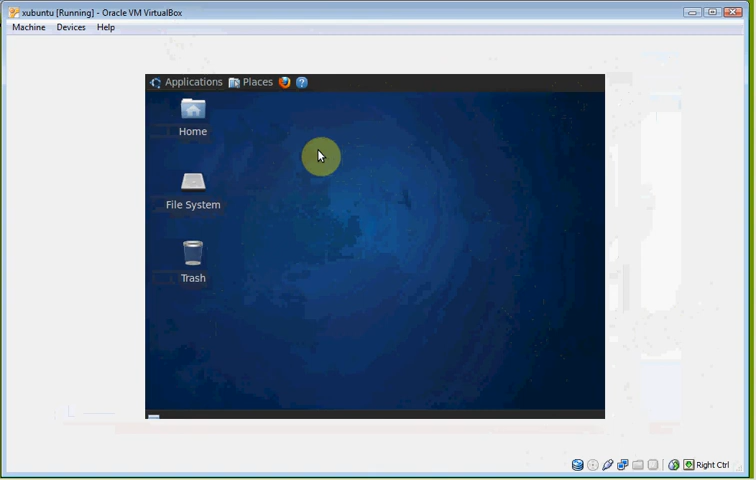 xubuntu [Running] - Oracle VM VirtualBox
Machine Devices Help
Applications Places
Home
File System
Trash
Right Ctrl